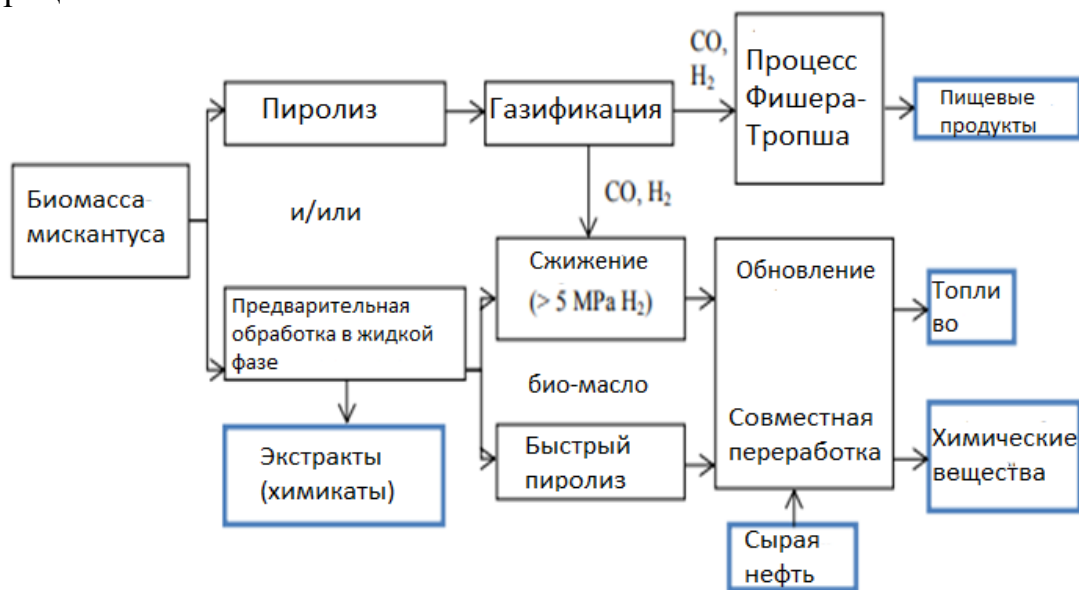 CO,
H₂
Процесс
Фишера-
Тропша
Пиролиз
Газификация
Пищевые
продукты
CO, H₂
Биомасса
мискантуса
и/или
Сжижение
(> 5 MPa H₂)
Обновление
Предварительная
обработка в жидкой
фазе
Топли
во
био-масло
Совместная
переработка
Экстракты
(химикаты)
Быстрый
пиролиз
Химические
вещества
Сырая
нефть